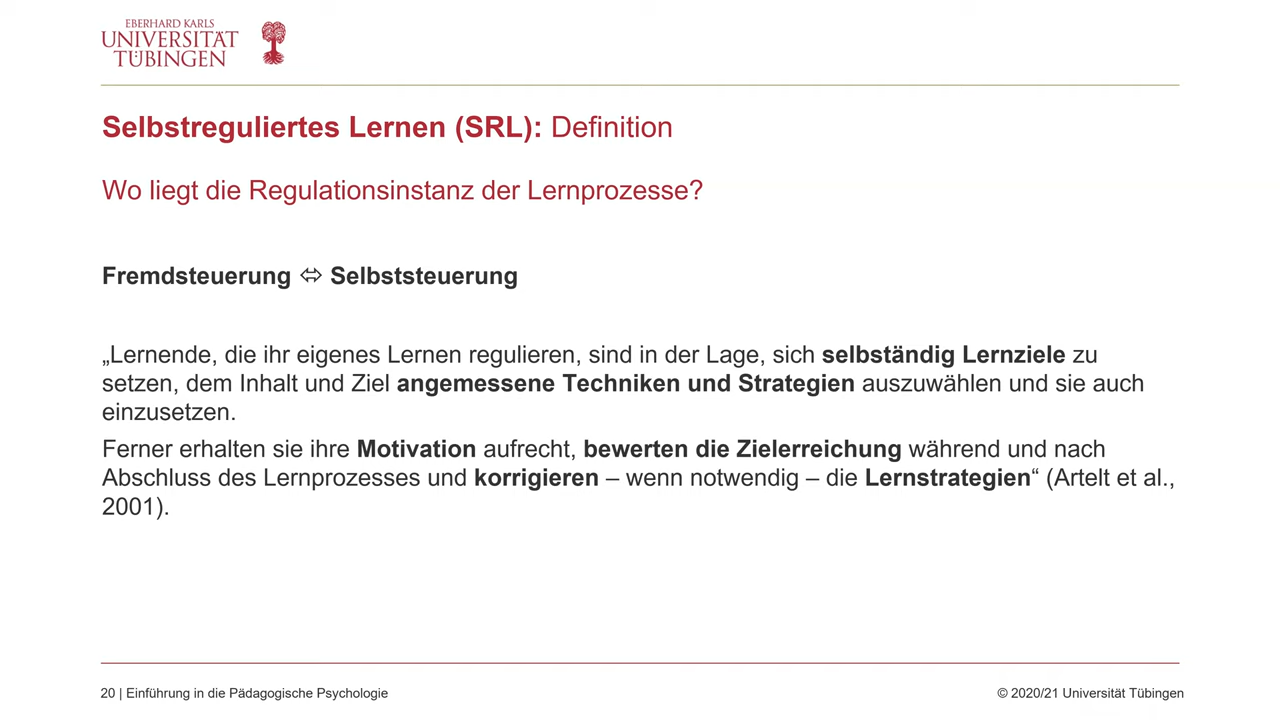 EBERHARD KARLS
UNIVERSITÄT
TÜBINGEN
Selbstreguliertes Lernen (SRL): Definition
Wo liegt die Regulationsinstanz der Lernprozesse?
Fremdsteuerung ⬄ Selbststeuerung
„Lernende, die ihr eigenes Lernen regulieren, sind in der Lage, sich selbständig Lernziele zu
setzen, dem Inhalt und Ziel angemessene Techniken und Strategien auszuwählen und sie auch
einzusetzen.
Ferner erhalten sie ihre Motivation aufrecht, bewerten die Zielerreichung während und nach
Abschluss des Lernprozesses und korrigieren – wenn notwendig – die Lernstrategien“ (Artelt et al.,
2001).
20 | Einführung in die Pädagogische Psychologie
© 2020/21 Universität Tübingen